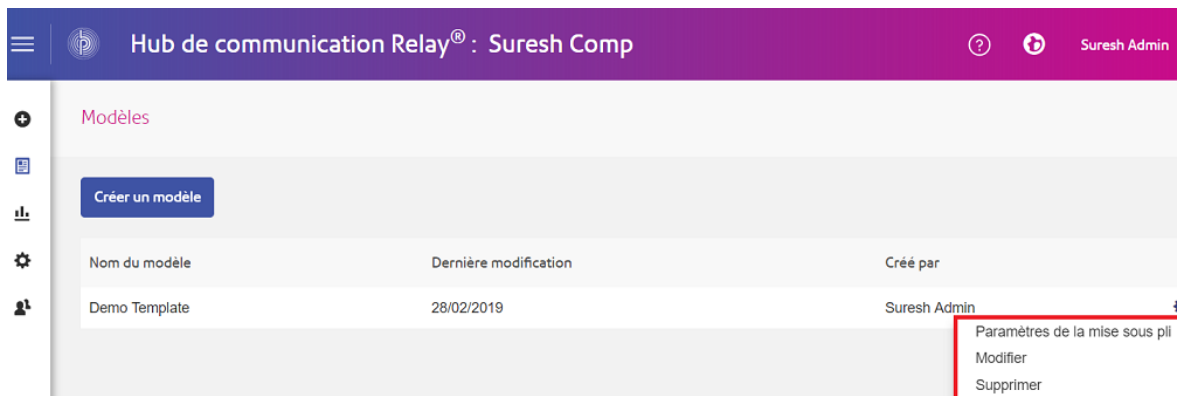 Hub de communication Relay® : Suresh Comp
Suresh Admin
Modèles
Créer un modèle
Nom du modèle Dernière modification Créé par
Demo Template 28/02/2019 Suresh Admin
Paramètres de la mise sous pli
Modifier
Supprimer